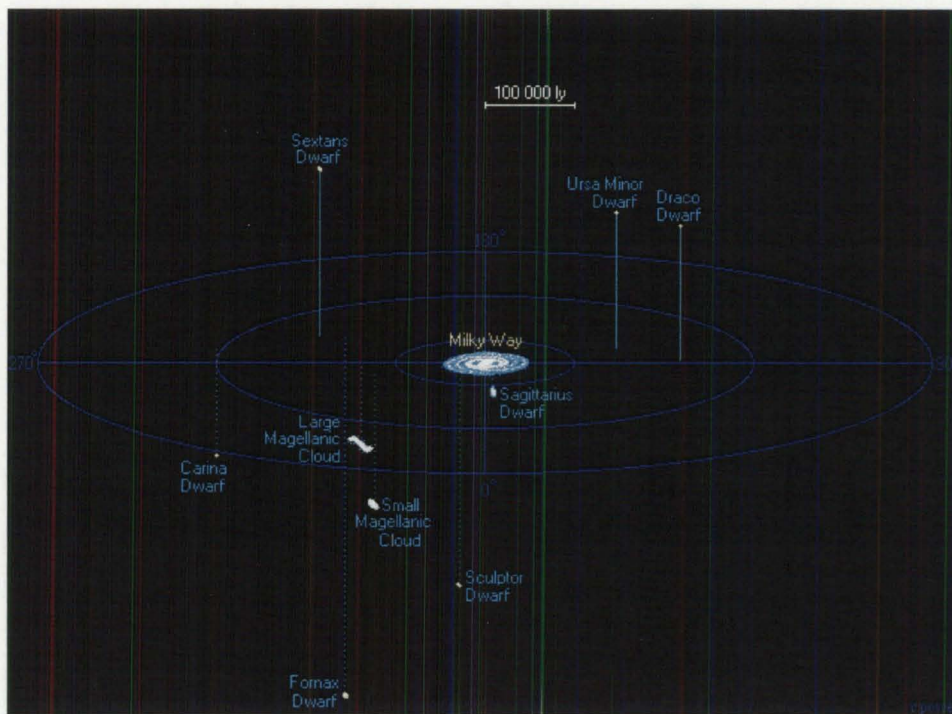 100 000 ly
Sextans
Dwarf
Ursa Minor
Dwarf
Draco
Dwarf
180°
Milky Way
270°
Sagittarius
Dwarf
Large
Magellanic
Cloud
Carina
Dwarf
0°
Small
Magellanic
Cloud
Sculptor
Dwarf
Fornax
Dwarf